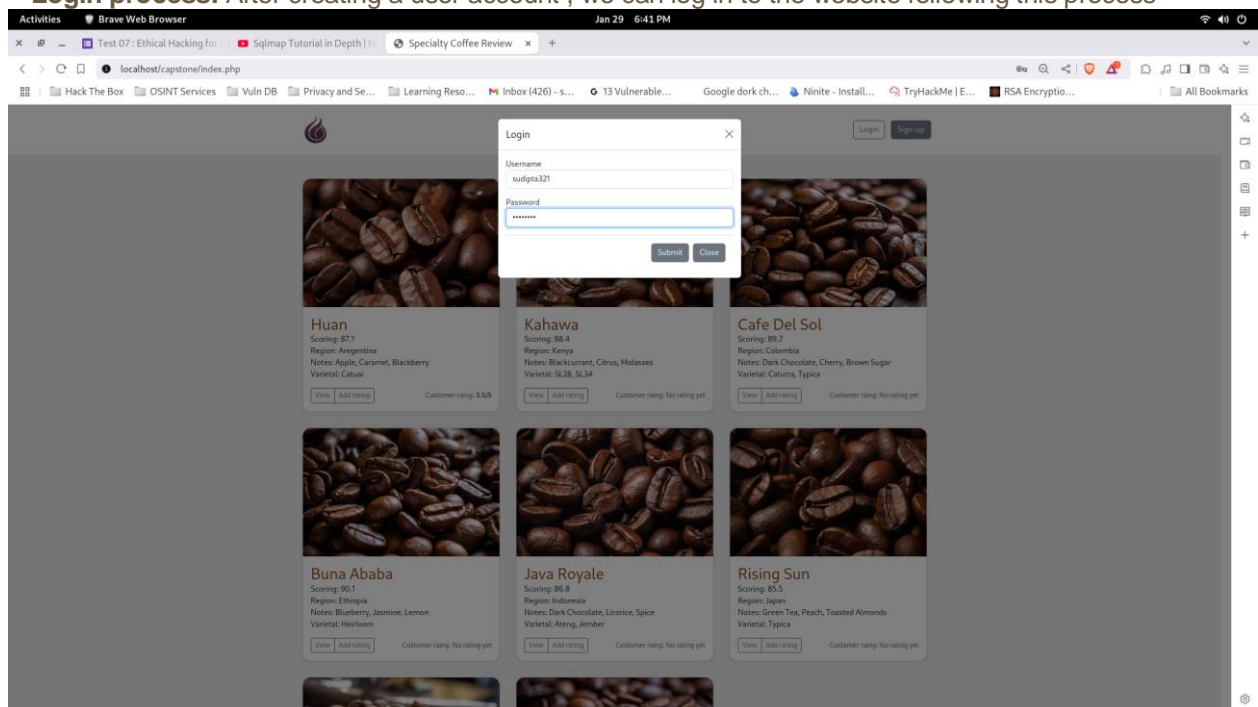 Login process: After creating a user account , we can log in to the website following this process
Activities Brave Web Browser Jan 29 6:41 PM
Test 07 : Ethical Hacking for Sqlmap Tutorial in Depth | H Specialty Coffee Review
localhost/capstone/index.php
Hack The Box OSINT Services Vuln DB Privacy and Se... Learning Reso... Inbox (426) - s... 13 Vulnerable... Google dork ch... Ninite - Install... TryHackMe | E... RSA Encryptio... All Bookmarks
Login Login Sign-up
Username
sudipta321
Password
Submit Close
Huan Kahawa Cafe Del Sol
Scoring: 87.1 Scoring: 88.4 Scoring: 89.7
Region: Aregentina Region: Kenya Region: Colombia
Notes: Apple, Caramel, Blackberry Notes: Blackcurrant, Citrus, Molasses Notes: Dark Chocolate, Cherry, Brown Sugar
Varietal: Catuai Varietal: SL28, SL34 Varietal: Caturra, Typica
View Add rating Customer raing: 3.5/5 View Add rating Customer raing: No rating yet View Add rating Customer raing: No rating yet
Buna Ababa Java Royale Rising Sun
Scoring: 90.1 Scoring: 86.8 Scoring: 85.5
Region: Ethiopia Region: Indonesia Region: Japan
Notes: Blueberry, Jasmine, Lemon Notes: Dark Chocolate, Licorice, Spice Notes: Green Tea, Peach, Toasted Almonds
Varietal: Heirloom Varietal: Ateng, Jember Varietal: Typica
View Add rating Customer raing: No rating yet View Add rating Customer raing: No rating yet View Add rating Customer raing: No rating yet